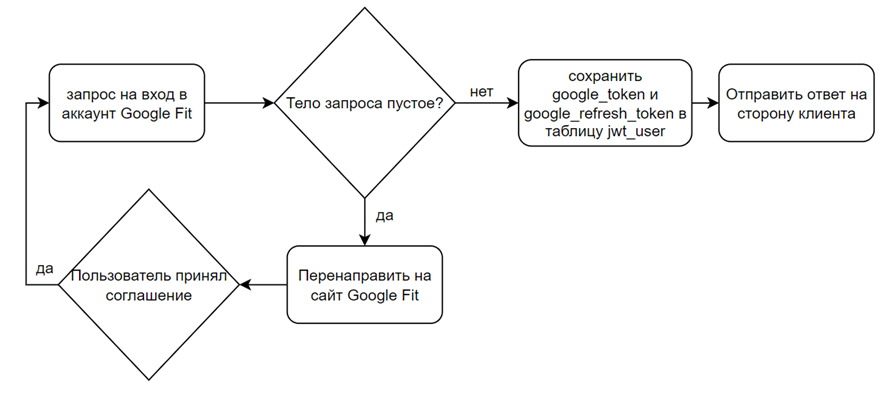 запрос на вход в
аккаунт Google Fit
Тело запроса пустое?
нет
сохранить
google_token и
google_refresh_token в
таблицу jwt_user
Отправить ответ на
сторону клиента
да
Перенаправить на
сайт Google Fit
Пользователь принял
соглашение
да